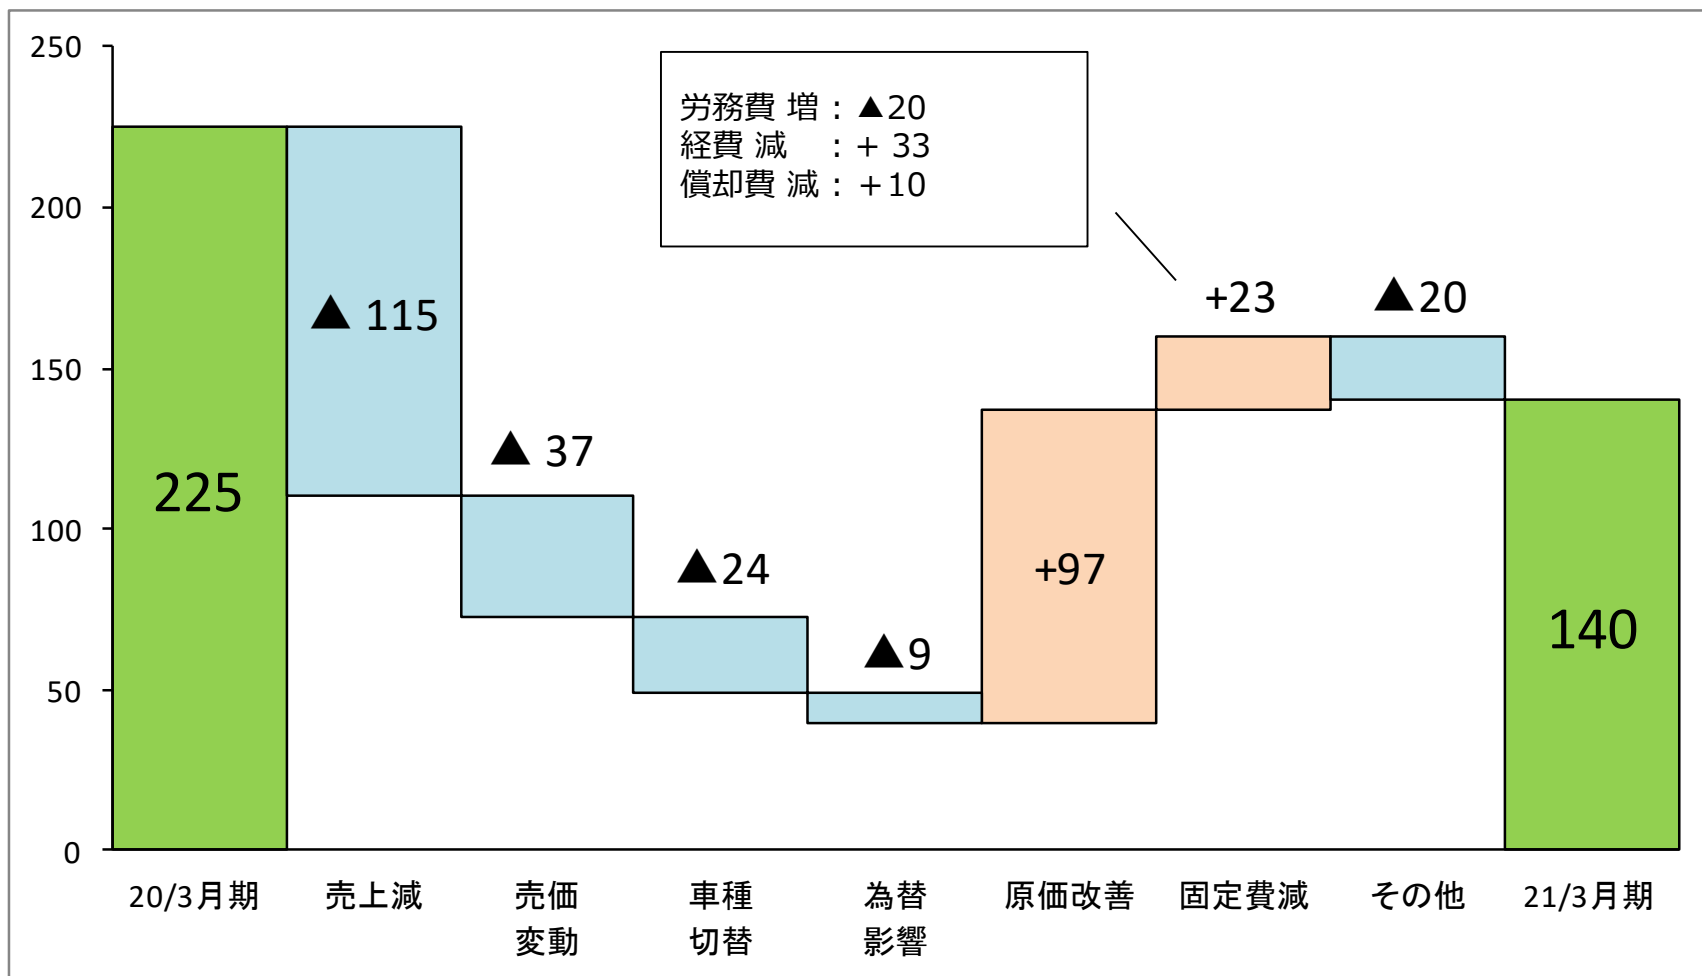 250
200
150
100
50
0
労務費 増：▲20
経費 減　：+ 33
償却費 減：+10
225
▲ 115
▲ 37
▲24
▲9
+97
+23
▲20
140
20/3月期
売上減
売価
変動
車種
切替
為替
影響
原価改善
固定費減
その他
21/3月期